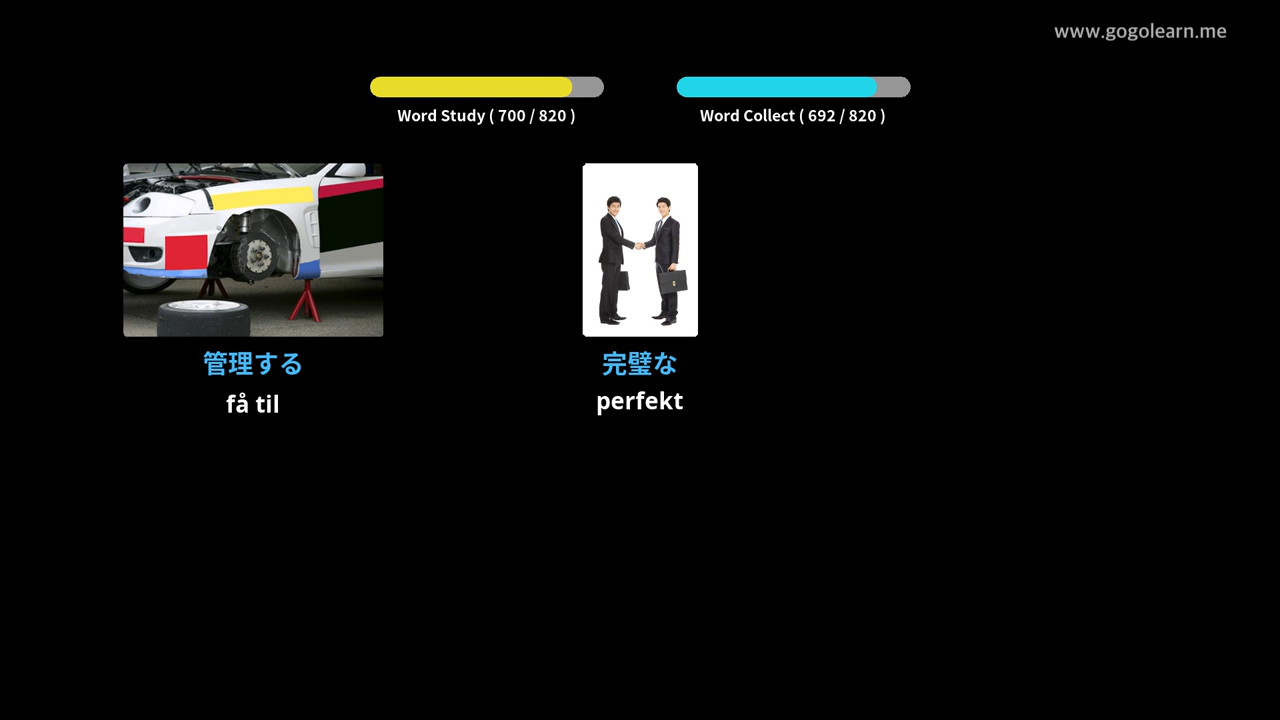 www.gogolearn.me
Word Study ( 700 / 820 )
Word Collect ( 692 / 820 )
管理する
få til
完璧な
perfekt